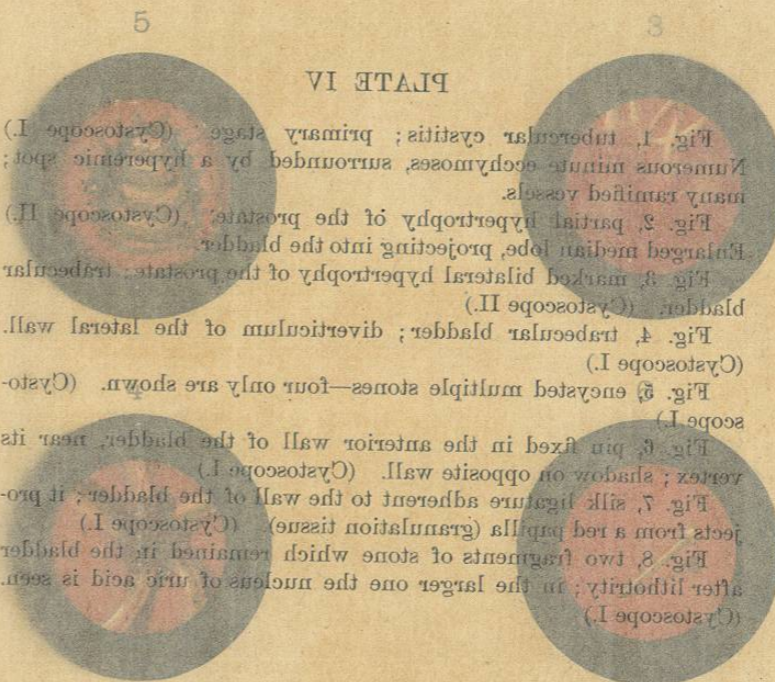 5
3
PLATE IV
Fig. 1, tubercular cystitis; primary stage (Cystoscope I.)
Numerous minute ecchymoses, surrounded by a hyperemic spot;
many ramified vessels.
Fig. 2, partial hypertrophy of the prostate. (Cystoscope II.)
Enlarged median lobe, projecting into the bladder.
Fig. 3, marked bilateral hypertrophy of the prostate; trabecular
bladder. (Cystoscope II.)
Fig. 4, trabecular bladder; diverticulum of the lateral wall.
(Cystoscope I.)
Fig. 5, encysted multiple stones—four only are shown. (Cysto-
scope I.)
Fig. 6, pin fixed in the anterior wall of the bladder, near its
vertex; shadow on opposite wall. (Cystoscope I.)
Fig. 7, silk ligature adherent to the wall of the bladder; it pro-
jects from a red papilla (granulation tissue). (Cystoscope I.)
Fig. 8, two fragments of stone which remained in the bladder
after lithotrity; in the larger one the nucleus of uric acid is seen.
(Cystoscope I.)